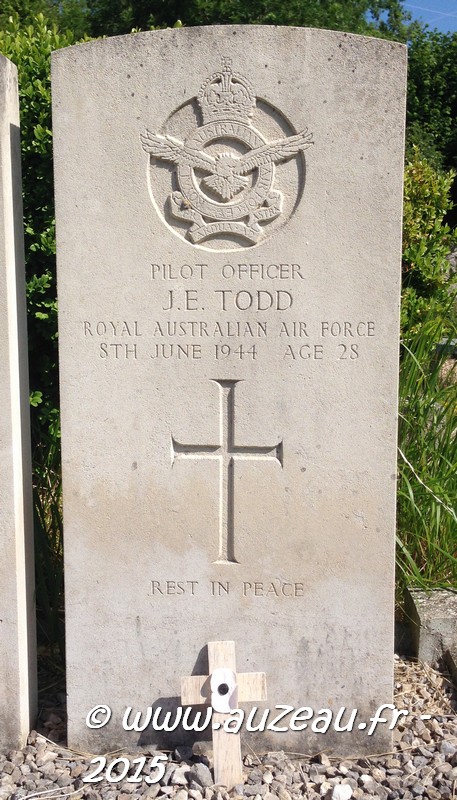 AUSTRALIAN
PILOT OFFICER
J.E. TODD
ROYAL AUSTRALIAN AIR FORCE
8TH JUNE 1944 AGE 28
REST IN PEACE
© www.auzeau.fr -
2015